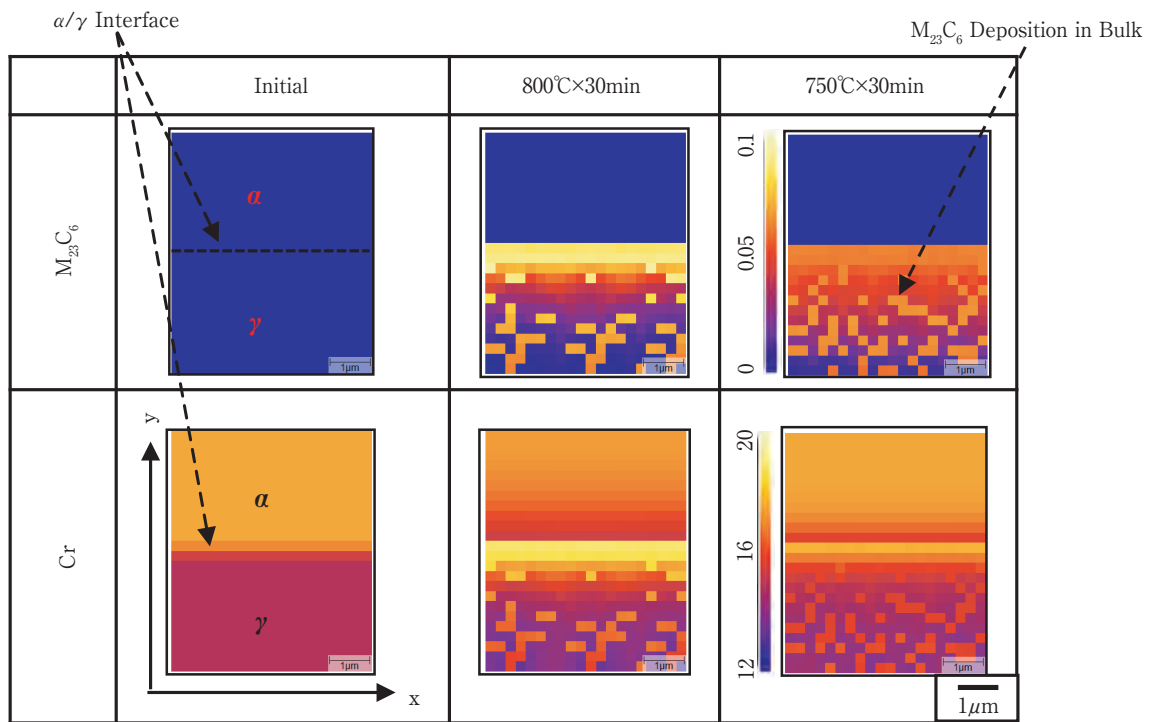 α/γ Interface
M₂₃C₆ Deposition in Bulk
Initial
800℃×30min
750℃×30min
M₂₃C₆
α
γ
1μm
1μm
0.1
0.05
0
1μm
Cr
y
x
α
γ
1μm
1μm
20
16
12
1μm
1μm